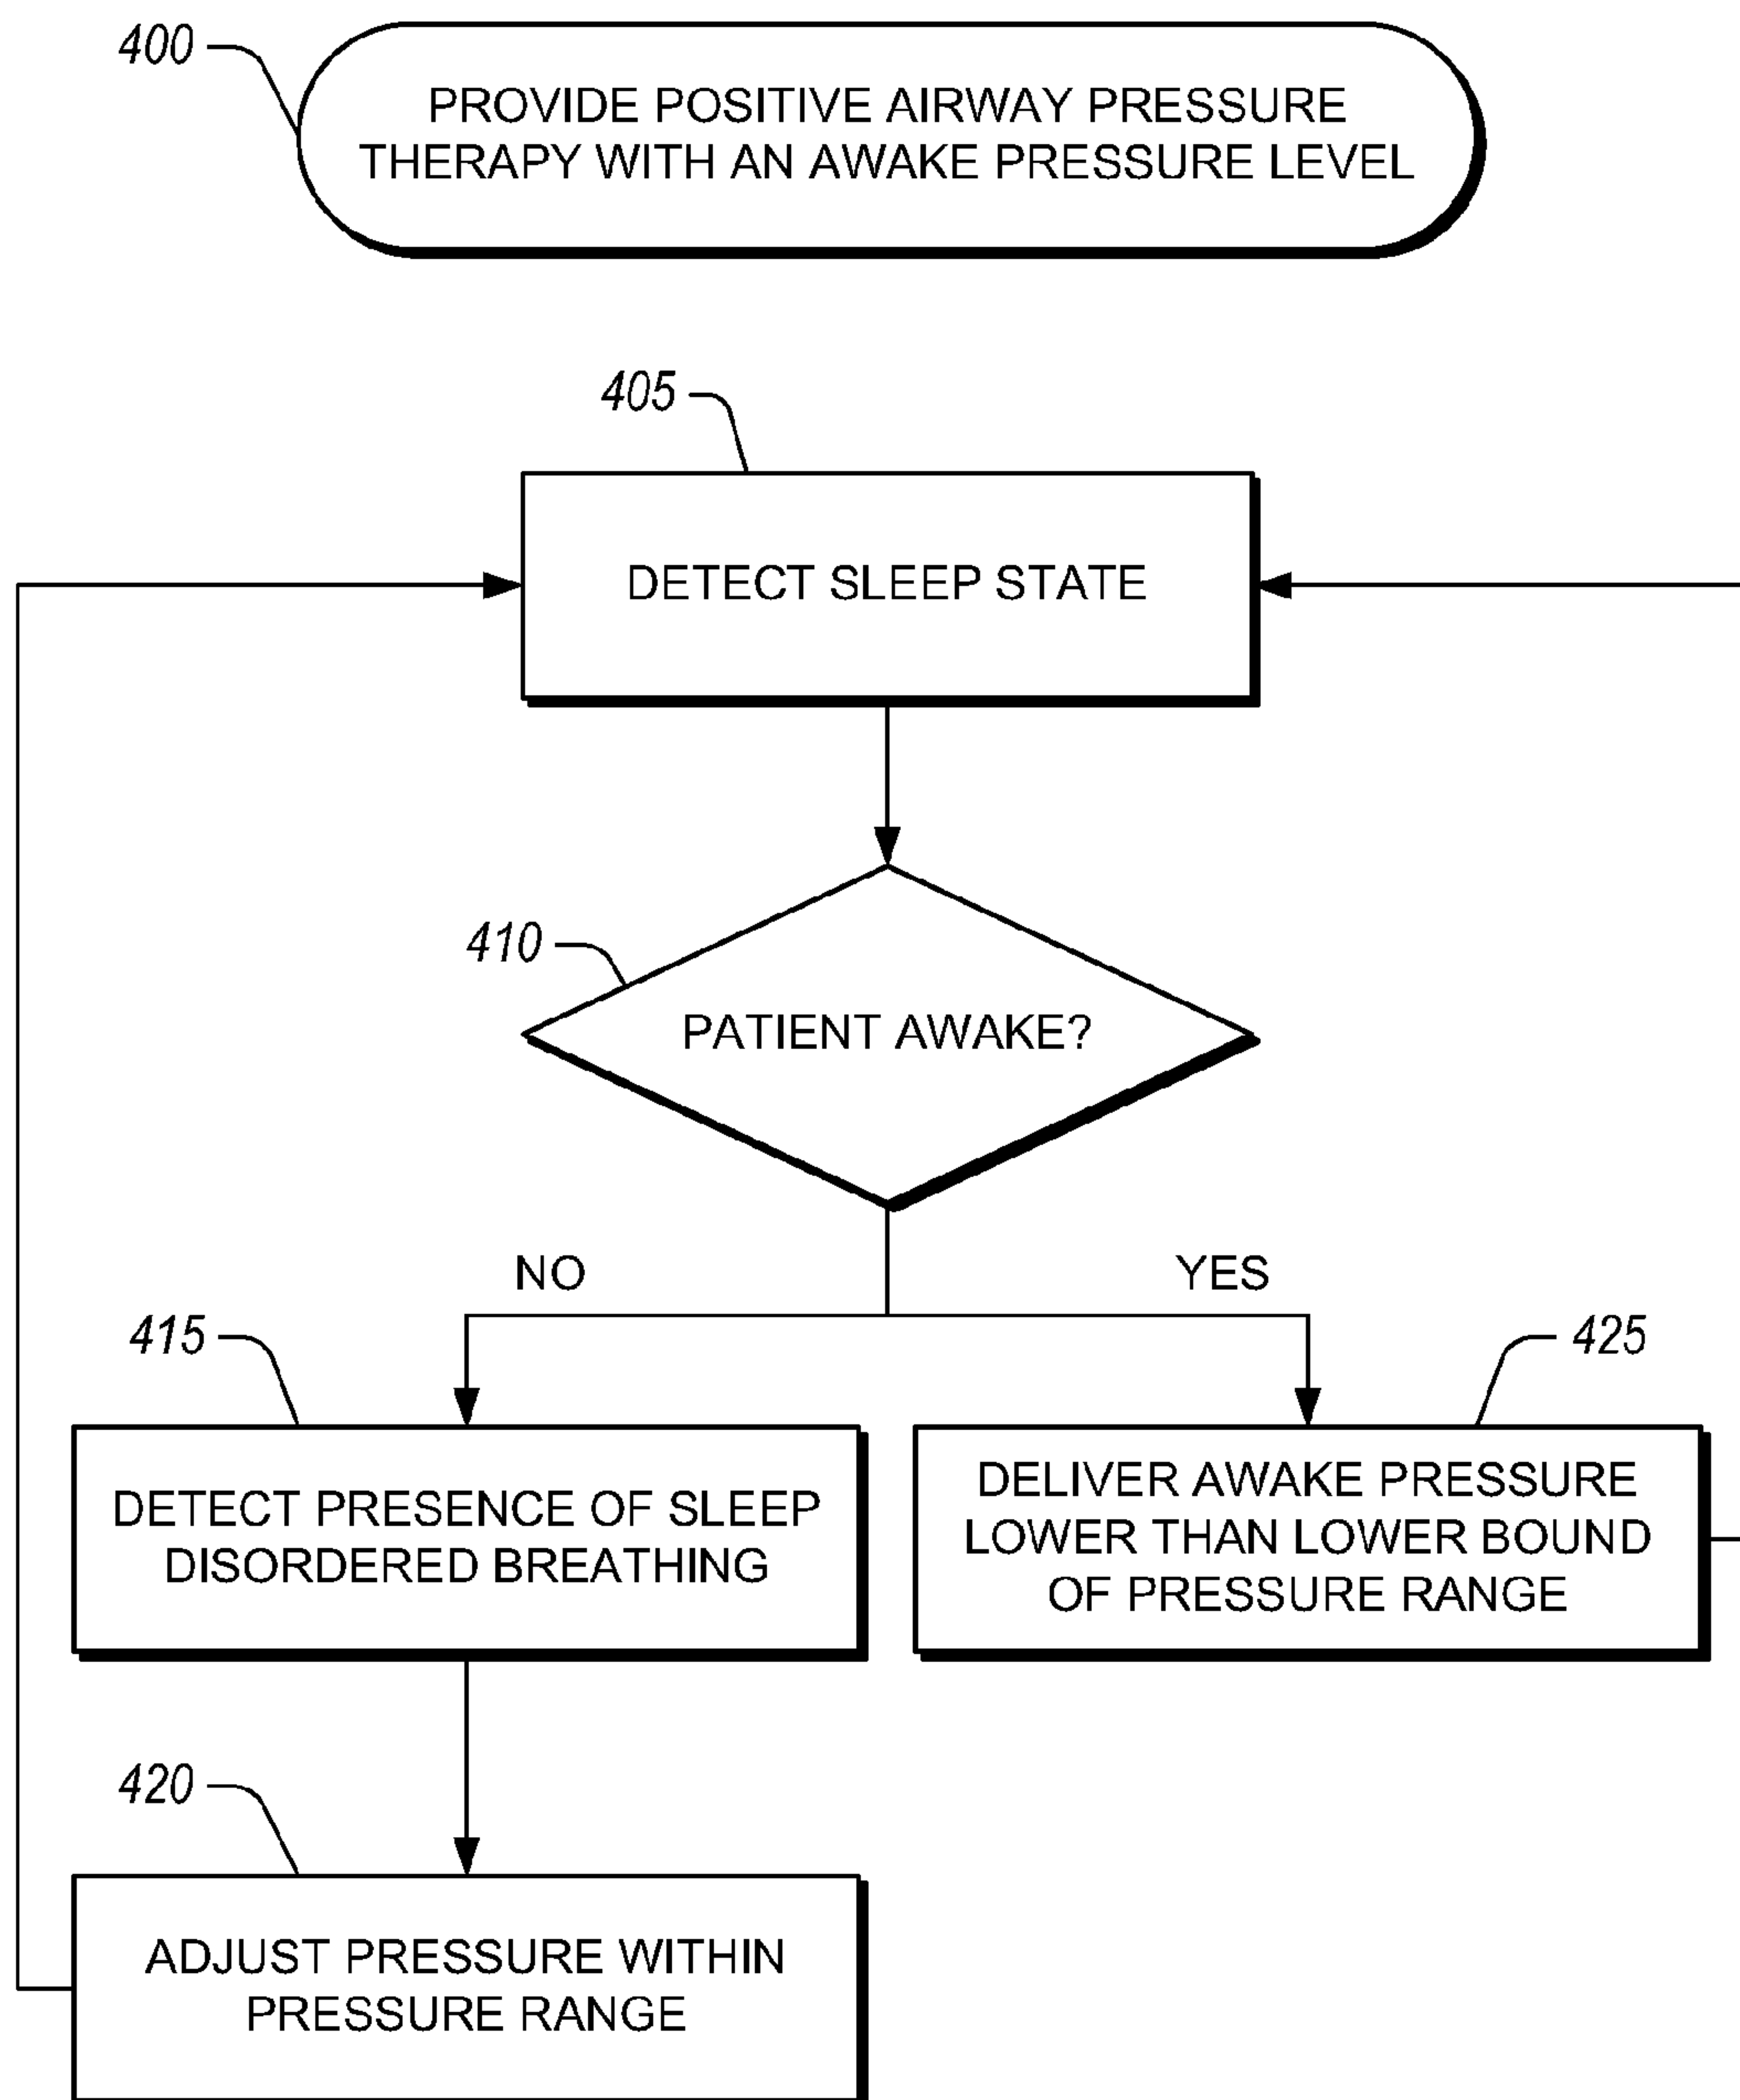 400
PROVIDE POSITIVE AIRWAY PRESSURE
THERAPY WITH AN AWAKE PRESSURE LEVEL
405
DETECT SLEEP STATE
410
PATIENT AWAKE?
NO
YES
415
DETECT PRESENCE OF SLEEP
DISORDERED BREATHING
425
DELIVER AWAKE PRESSURE
LOWER THAN LOWER BOUND
OF PRESSURE RANGE
420
ADJUST PRESSURE WITHIN
PRESSURE RANGE